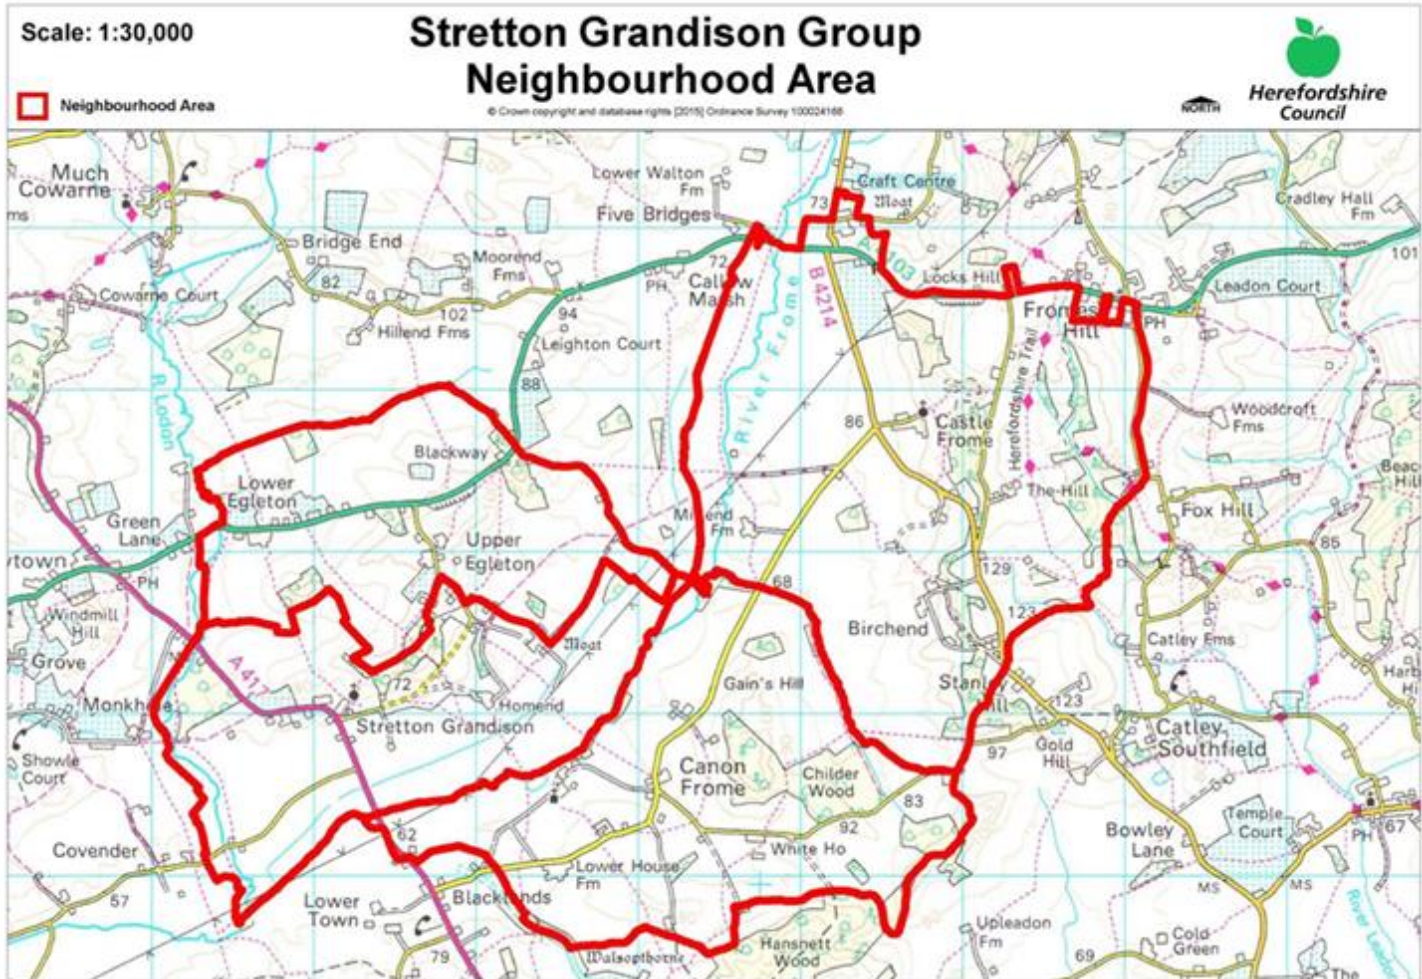 Scale: 1:30,000
Stretton Grandison Group
Neighbourhood Area
Neighbourhood Area
© Crown copyright and database rights [2015] Ordnance Survey 100024168
NORTH
Herefordshire
Council
Much
Cowarne
ms
Bridge End
82
Moorend
Fms
Cowarne Court
102
Hillend Fms
94
Leighton Court
88
R Lodon
Lower Walton
Fm
Five Bridges
72
PH
Callow
Marsh
73
Craft Centre
Moat
A4103
B 4214
River Frome
Locks Hill
Fromes
Hill
PH
Cradley Hall
Fm
101
Leadon Court
Herefordshire Trail
86
Castle
Frome
Woodcroft
Fms
The Hill
Fox Hill
85
Blackway
Lower
Egleton
Green
Lane
PH
Windmill
Hill
Grove
Upper
Egleton
Fm
68
129
123
Birchend
Catley Fms
Moat
A417
72
Homend
Stretton Grandison
Gain's Hill
123
97
Gold
Hill
Catley
Southfield
Showle
Court
Canon
Frome
Childer
Wood
83
92
White Ho
Bowley
Lane
Temple
Court
PH
67
MS
MS
Covender
57
62
Lower House
Fm
Lower
Town
79
Walsopthorne
Hansnett
Wood
Upleadon
Fm
69
Cold
Green
River Leadon
The